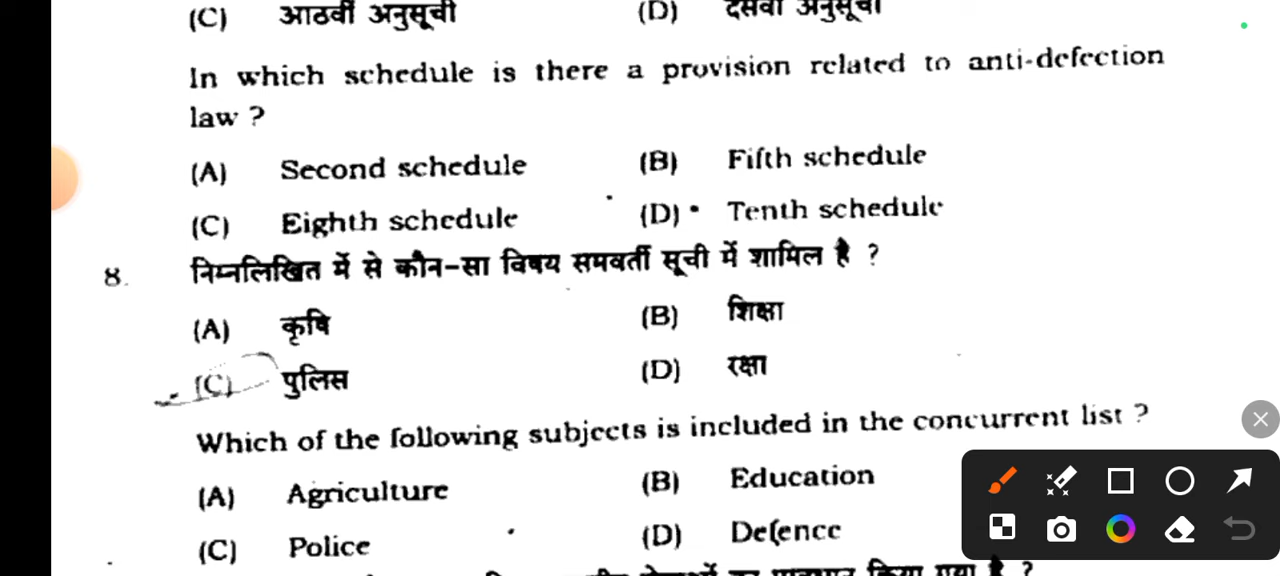 (C) आठवीं अनुसूची (D) दसवीं अनुसूची
In which schedule is there a provision related to anti-defection
law ?
(A) Second schedule (B) Fifth schedule
(C) Eighth schedule (D) Tenth schedule
8. निम्नलिखित में से कौन-सा विषय समवर्ती सूची में शामिल है ?
(A) कृषि (B) शिक्षा
(C) पुलिस (D) रक्षा
Which of the following subjects is included in the concurrent list ?
(A) Agriculture (B) Education
(C) Police (D) Defence
किया गया है ?